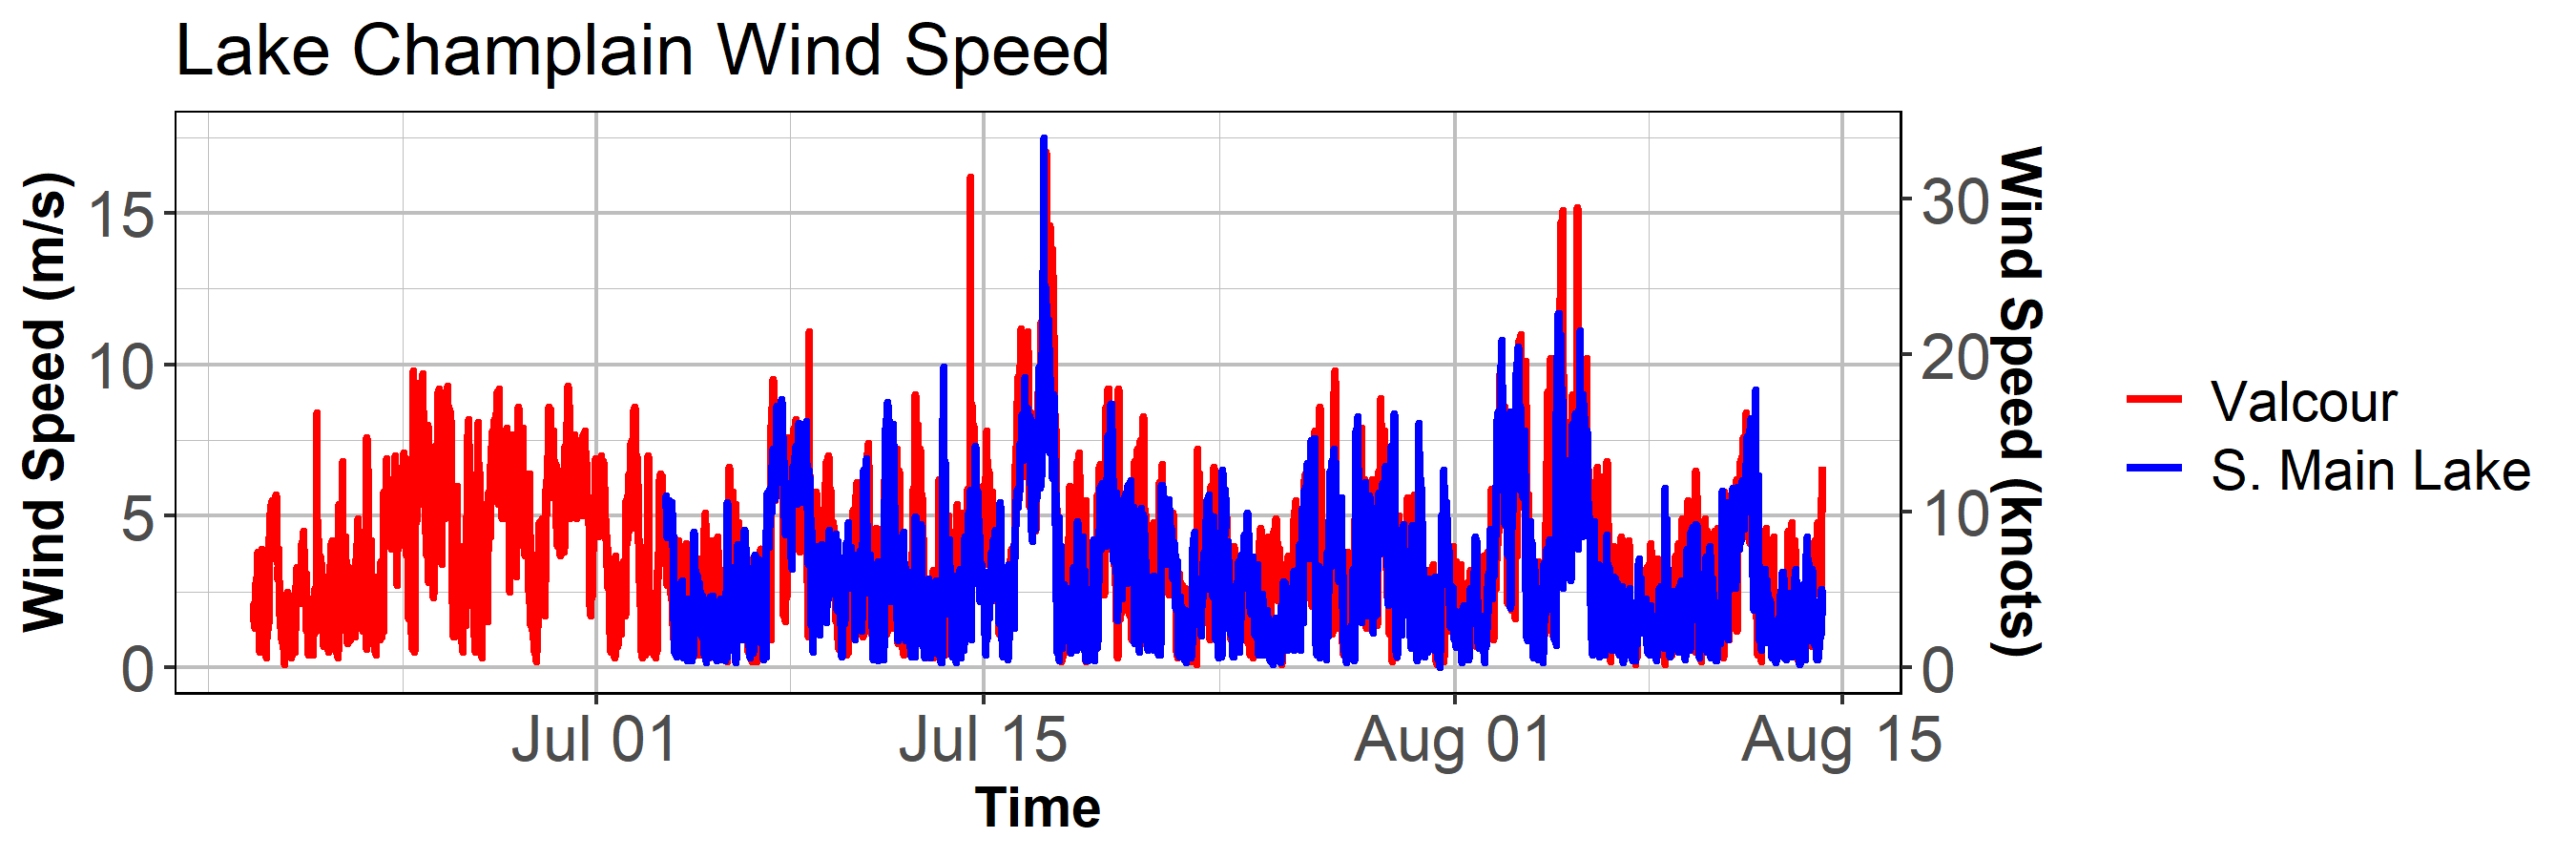 Lake Champlain Wind Speed
Wind Speed (m/s)
15
10
5
0
30
20
10
0
Wind Speed (knots)
Jul 01
Jul 15
Aug 01
Aug 15
Time
Valcour
S. Main Lake